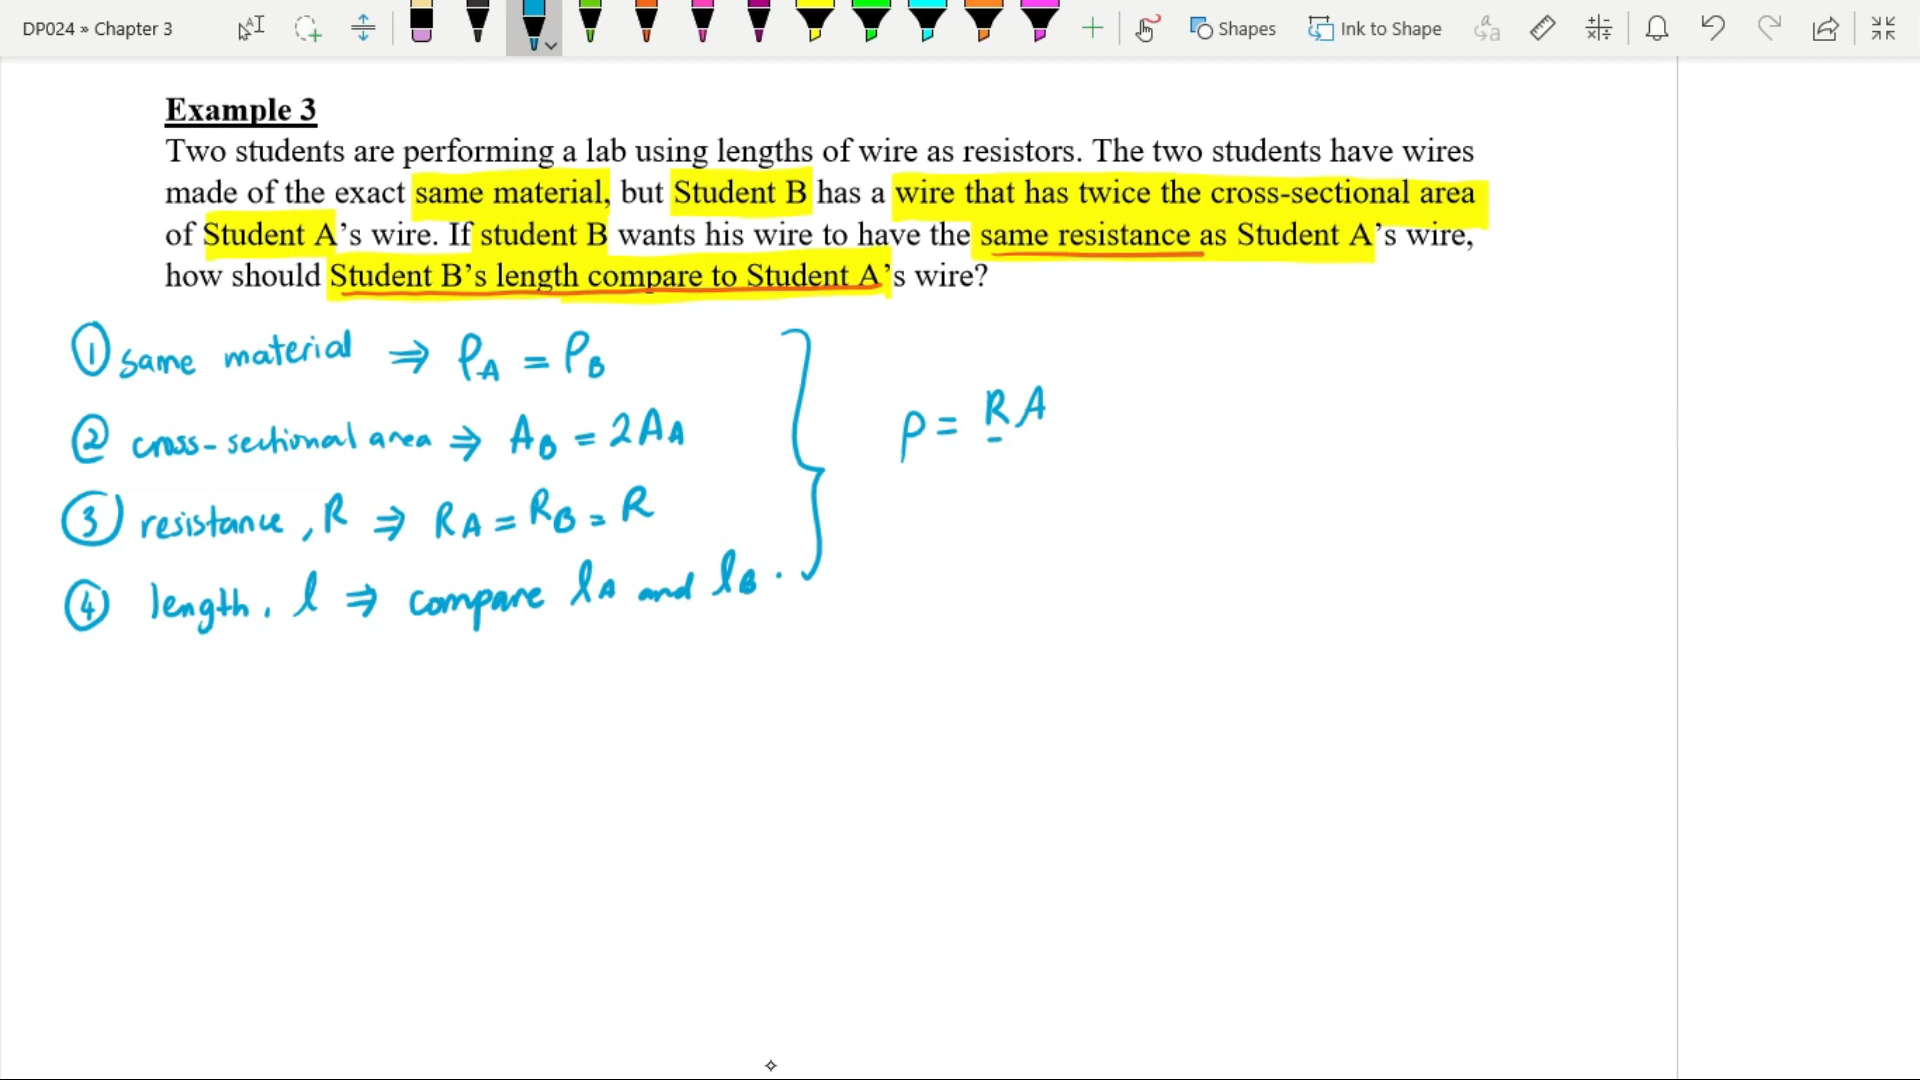 DP024 » Chapter 3
Shapes
Ink to Shape
Example 3
Two students are performing a lab using lengths of wire as resistors. The two students have wires
made of the exact same material, but Student B has a wire that has twice the cross-sectional area
of Student A’s wire. If student B wants his wire to have the same resistance as Student A’s wire,
how should Student B’s length compare to Student A’s wire?
① same material ⇒ ρA = ρB
② cross-sectional area ⇒ AB = 2AA
③ resistance, R ⇒ RA = RB = R
④ length, l ⇒ compare lA and lB.
ρ = RA